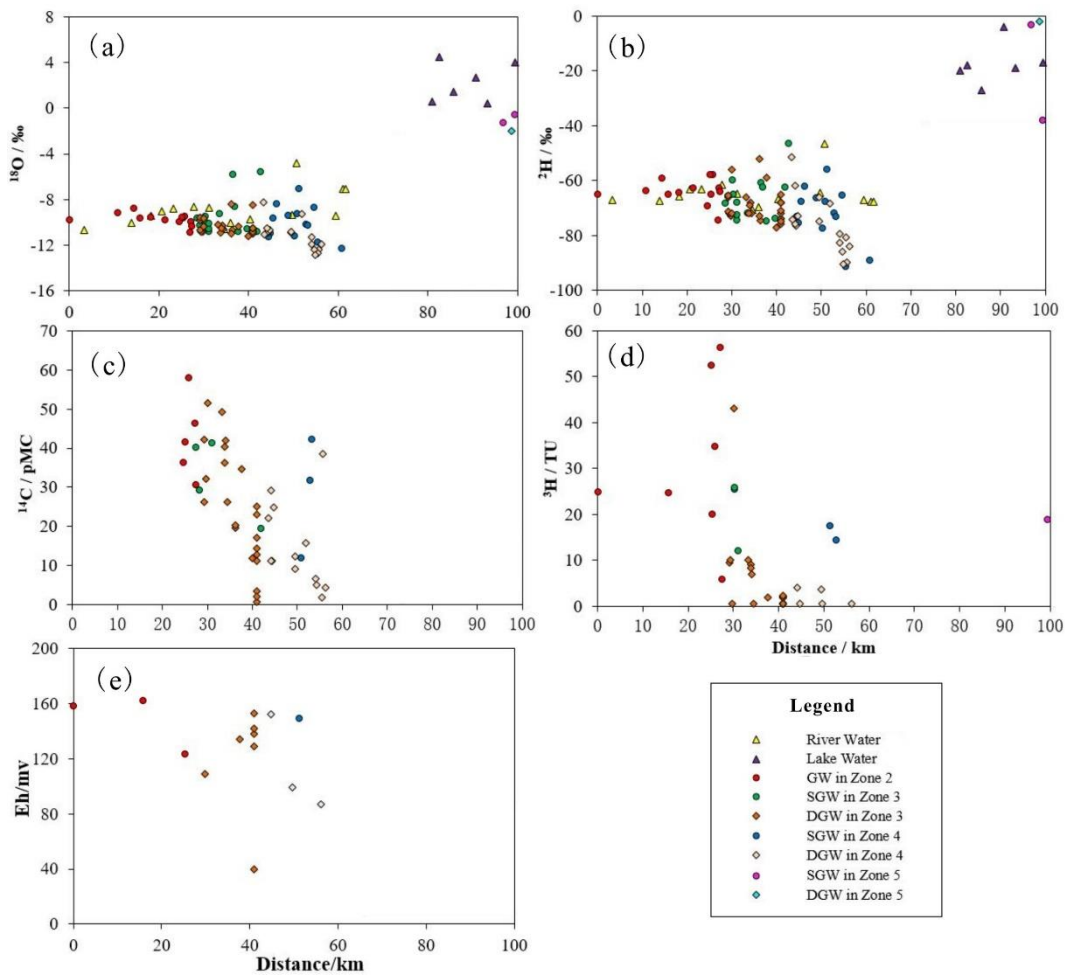 (a)
¹⁸O / ‰
8
4
0
-4
-8
-12
-16
0 20 40 60 80 100
(b)
²H / ‰
0
-20
-40
-60
-80
-100
0 10 20 30 40 50 60 70 80 90 100
(c)
¹⁴C / pMC
70
60
50
40
30
20
10
0
0 10 20 30 40 50 60 70 80 90 100
(d)
³H / TU
60
50
40
30
20
10
0
0 10 20 30 40 50 60 70 80 90 100
Distance / km
(e)
Eh/mv
200
160
120
80
40
0
0 20 40 60 80 100
Distance/km
Legend
River Water
Lake Water
GW in Zone 2
SGW in Zone 3
DGW in Zone 3
SGW in Zone 4
DGW in Zone 4
SGW in Zone 5
DGW in Zone 5